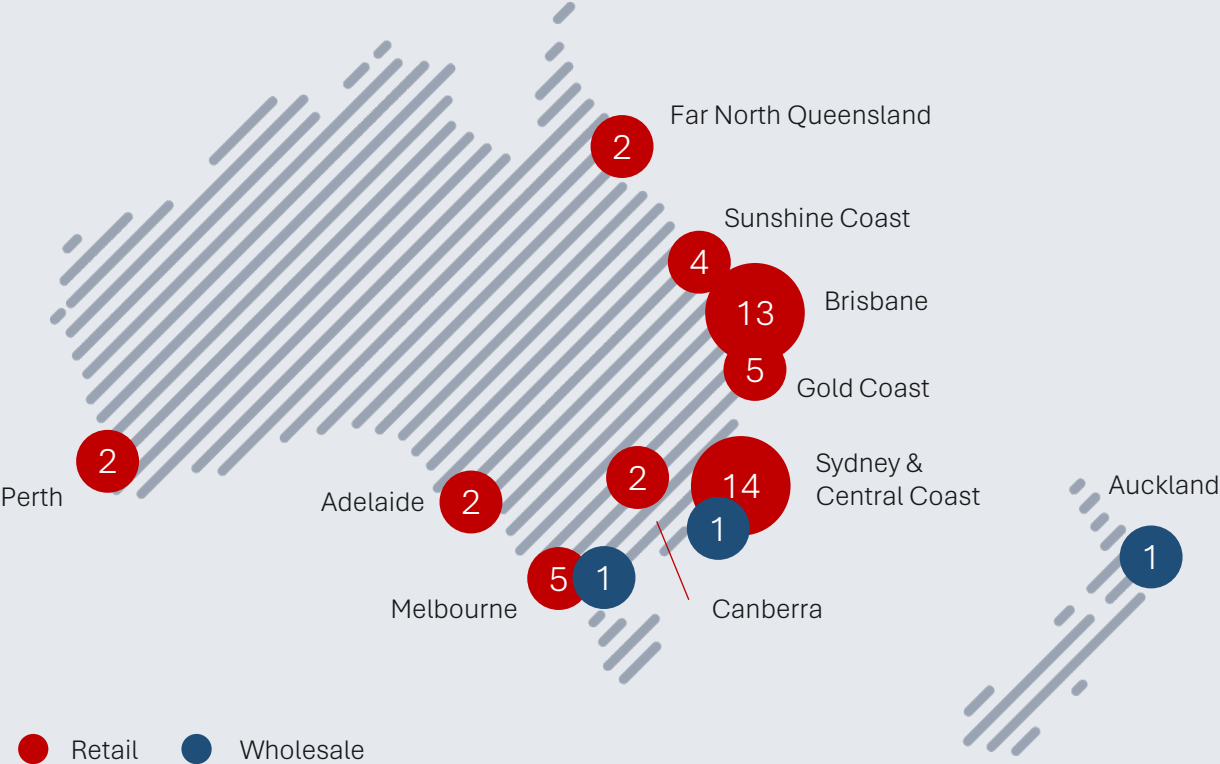 Far North Queensland
2
Sunshine Coast
4
13
Brisbane
5
Gold Coast
Perth
2
Adelaide
2
2
14
Sydney &
Central Coast
1
Auckland
1
5
1
Melbourne
Canberra
Retail
Wholesale